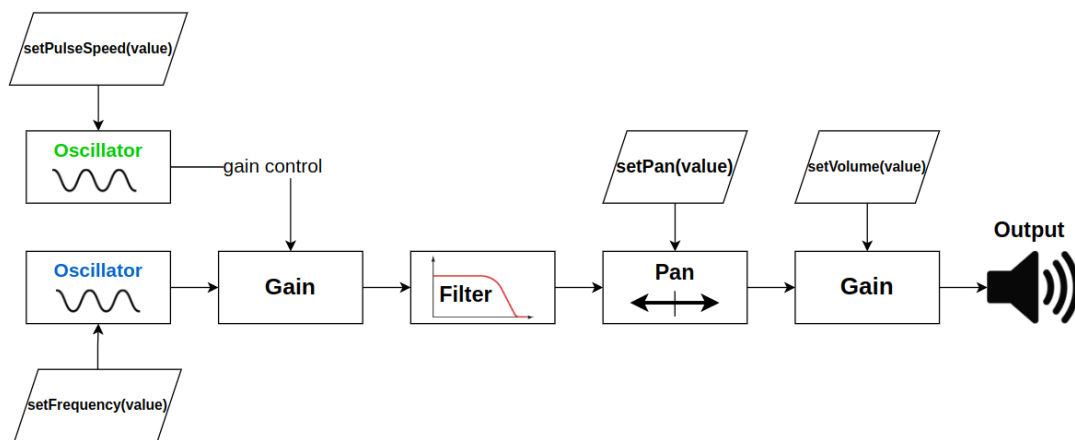 setPulseSpeed(value)
Oscillator
gain control
setPan(value)
setVolume(value)
Output
Oscillator
Gain
Filter
Pan
Gain
setFrequency(value)